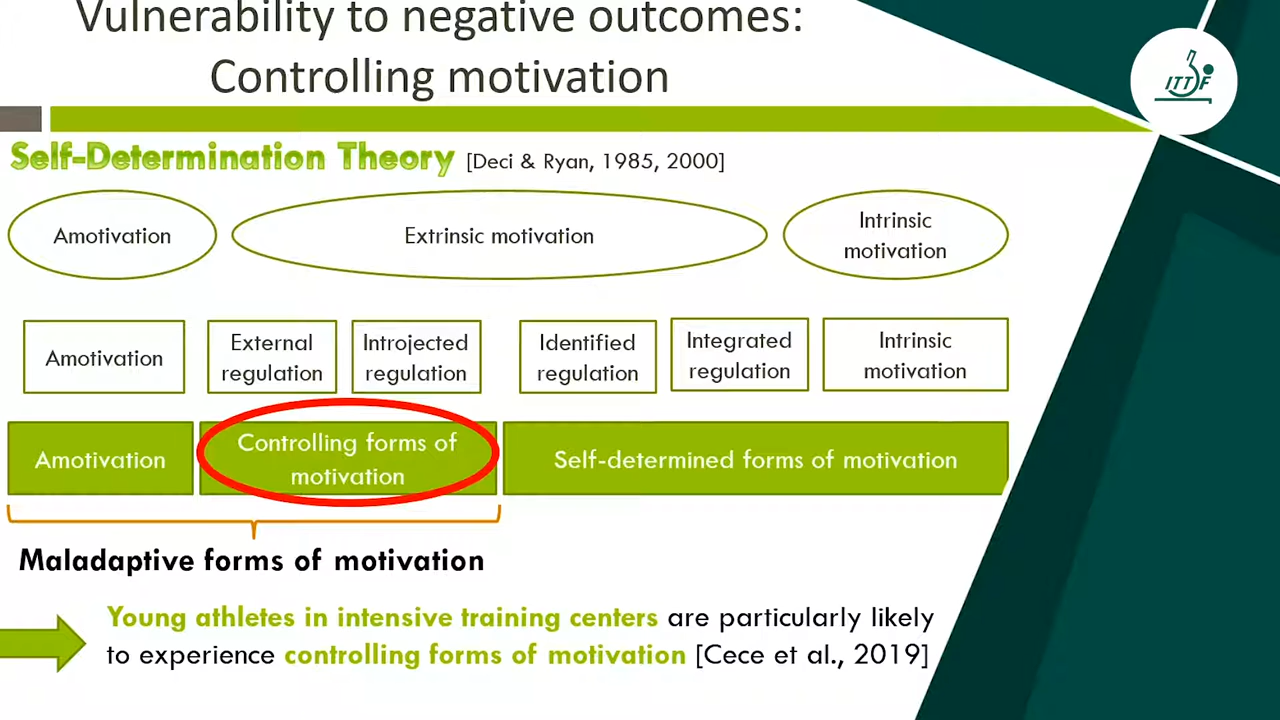 Vulnerability to negative outcomes:
Controlling motivation
ITTF
Self-Determination Theory [Deci & Ryan, 1985, 2000]
Amotivation
Extrinsic motivation
Intrinsic
motivation
Amotivation
External
regulation
Introjected
regulation
Identified
regulation
Integrated
regulation
Intrinsic
motivation
Amotivation
Controlling forms of
motivation
Self-determined forms of motivation
Maladaptive forms of motivation
Young athletes in intensive training centers are particularly likely
to experience controlling forms of motivation [Cece et al., 2019]